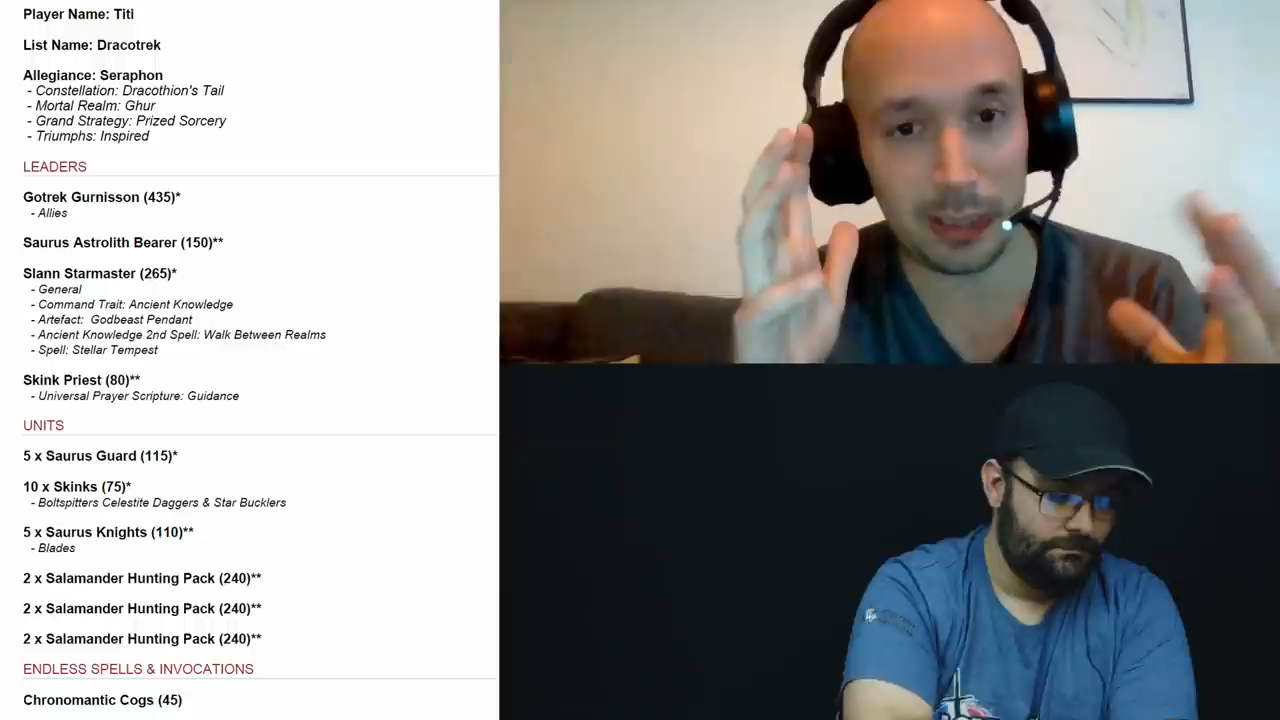 Player Name: Titi
List Name: Dracotrek
Allegiance: Seraphon
- Constellation: Dracothion's Tail
- Mortal Realm: Ghur
- Grand Strategy: Prized Sorcery
- Triumphs: Inspired
LEADERS
Gotrek Gurnisson (435)*
- Allies
Saurus Astrolith Bearer (150)**
Slann Starmaster (265)*
- General
- Command Trait: Ancient Knowledge
- Artefact: Godbeast Pendant
- Ancient Knowledge 2nd Spell: Walk Between Realms
- Spell: Stellar Tempest
Skink Priest (80)**
- Universal Prayer Scripture: Guidance
UNITS
5 x Saurus Guard (115)*
10 x Skinks (75)*
- Boltspitters Celestite Daggers & Star Bucklers
5 x Saurus Knights (110)**
- Blades
2 x Salamander Hunting Pack (240)**
2 x Salamander Hunting Pack (240)**
2 x Salamander Hunting Pack (240)**
ENDLESS SPELLS & INVOCATIONS
Chronomantic Cogs (45)